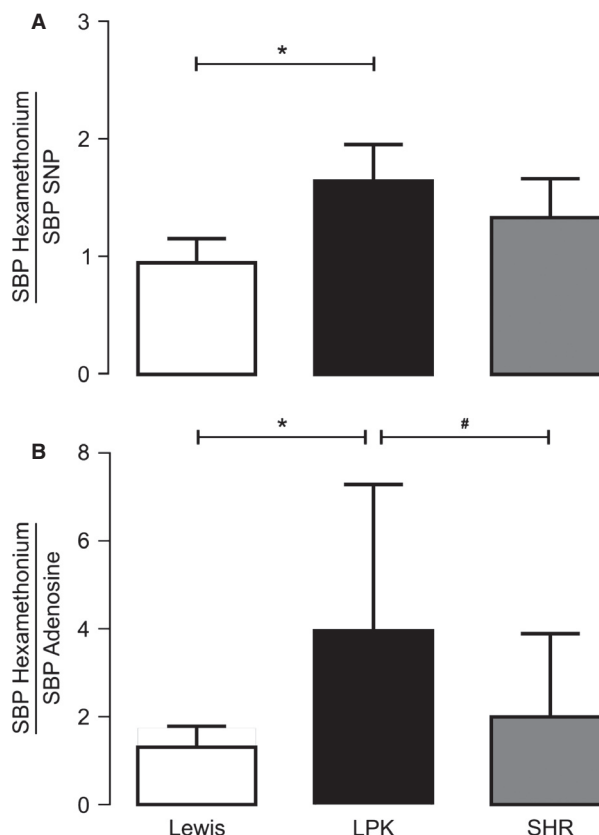 A
3
2
1
0
SBP Hexamethonium
SBP SNP
*
B
8
6
4
2
0
SBP Hexamethonium
SBP Adenosine
*
#
Lewis
LPK
SHR